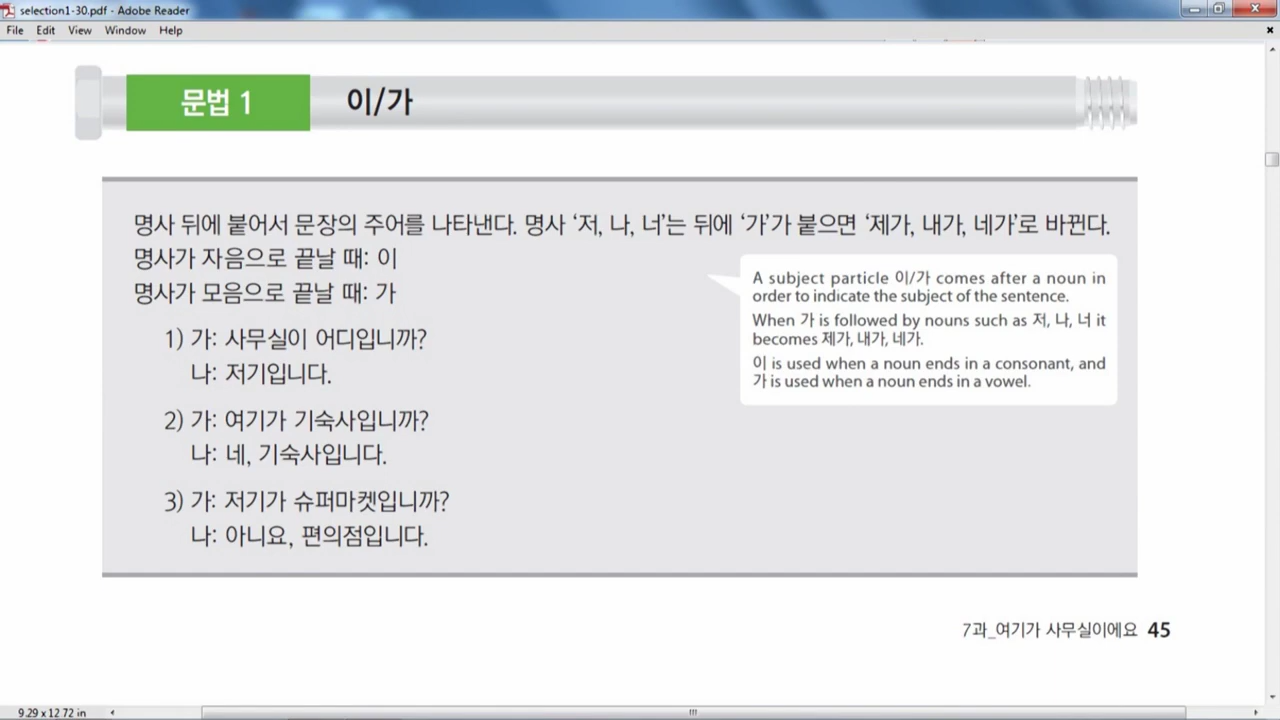 selection1-30.pdf - Adobe Reader
File Edit View Window Help
문법 1 이/가
명사 뒤에 붙어서 문장의 주어를 나타낸다. 명사 ‘저, 나, 너’는 뒤에 ‘가’가 붙으면 ‘제가, 내가, 네가’로 바뀐다.
명사가 자음으로 끝날 때: 이
명사가 모음으로 끝날 때: 가
A subject particle 이/가 comes after a noun in
order to indicate the subject of the sentence.
When 가 is followed by nouns such as 저, 나, 너 it
becomes 제가, 내가, 네가.
이 is used when a noun ends in a consonant, and
가 is used when a noun ends in a vowel.
1) 가: 사무실이 어디입니까?
나: 저기입니다.
2) 가: 여기가 기숙사입니까?
나: 네, 기숙사입니다.
3) 가: 저기가 슈퍼마켓입니까?
나: 아니요, 편의점입니다.
7과_여기가 사무실이에요 45
9.29 x 12.72 in